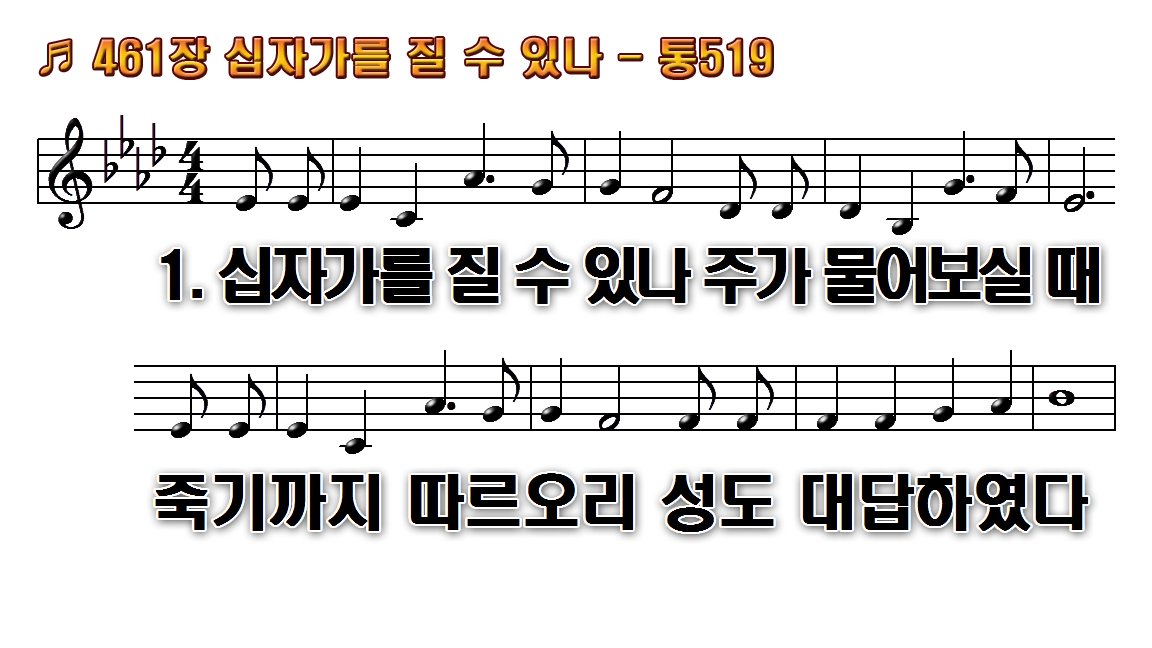 ♬ 461장 십자가를 질 수 있나 - 통519
4
4
1. 십자가를 질 수 있나 주가 물어보실 때
죽기까지 따르오리 성도 대답하였다